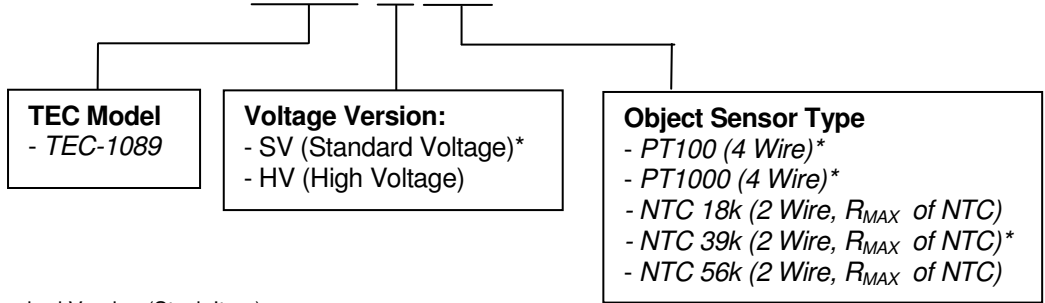 TEC Model
- TEC-1089
Voltage Version:
- SV (Standard Voltage)*
- HV (High Voltage)
Object Sensor Type
- PT100 (4 Wire)*
- PT1000 (4 Wire)*
- NTC 18k (2 Wire, RMAX of NTC)
- NTC 39k (2 Wire, RMAX of NTC)*
- NTC 56k (2 Wire, RMAX of NTC)